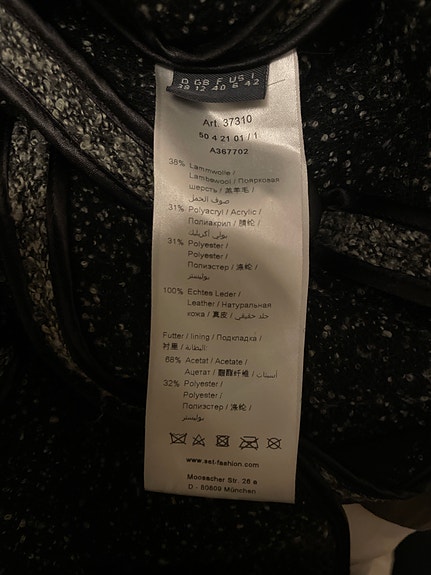 D GB F US I
38 12 40 6 42
Art. 37310
50 4 21 01 / 1
A367702
38% Lammwolle /
Lambswool / Поярковая
шерсть / 羔羊毛 /
صوف الحمل
31% Polyacryl / Acrylic /
Полиакрил / 腈纶 /
بولي أكريليك
31% Polyester /
Polyester /
Полиэстер / 涤纶 /
بوليستر
100% Echtes Leder /
Leather / Натуральная
кожа / 真皮 / جلد حقيقي
Futter / lining / Подкладка /
衬里 / البطانة:
68% Acetat / Acetate /
Ацетат / 醋酯纤维 / أسيتات
32% Polyester /
Polyester /
Полиэстер / 涤纶 /
بوليستر
www.set-fashion.com
Moosacher Str. 26 a
D - 80809 München